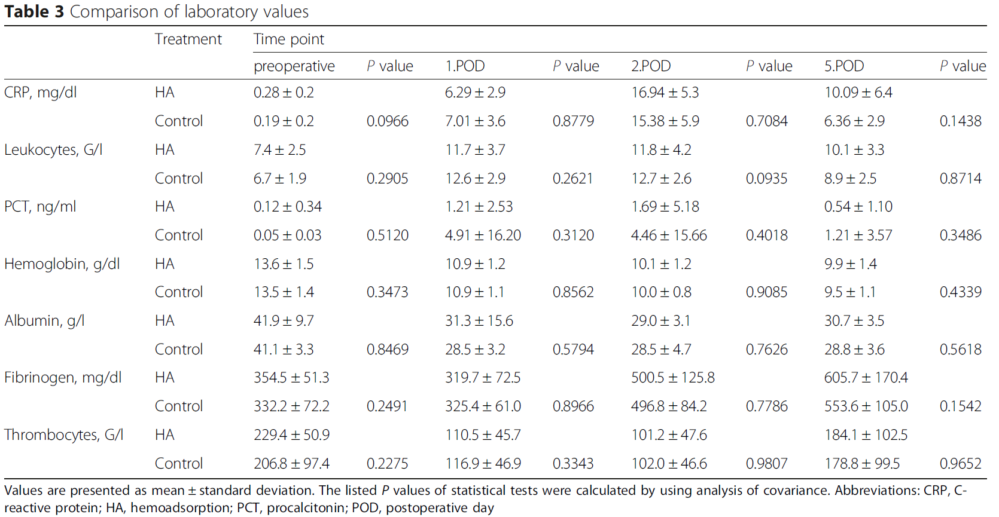 Table 3 Comparison of laboratory values
Treatment Time point
preoperative P value 1.POD P value 2.POD P value 5.POD P value
CRP, mg/dl HA 0.28 ± 0.2 6.29 ± 2.9 16.94 ± 5.3 10.09 ± 6.4
Control 0.19 ± 0.2 0.0966 7.01 ± 3.6 0.8779 15.38 ± 5.9 0.7084 6.36 ± 2.9 0.1438
Leukocytes, G/l HA 7.4 ± 2.5 11.7 ± 3.7 11.8 ± 4.2 10.1 ± 3.3
Control 6.7 ± 1.9 0.2905 12.6 ± 2.9 0.2621 12.7 ± 2.6 0.0935 8.9 ± 2.5 0.8714
PCT, ng/ml HA 0.12 ± 0.34 1.21 ± 2.53 1.69 ± 5.18 0.54 ± 1.10
Control 0.05 ± 0.03 0.5120 4.91 ± 16.20 0.3120 4.46 ± 15.66 0.4018 1.21 ± 3.57 0.3486
Hemoglobin, g/dl HA 13.6 ± 1.5 10.9 ± 1.2 10.1 ± 1.2 9.9 ± 1.4
Control 13.5 ± 1.4 0.3473 10.9 ± 1.1 0.8562 10.0 ± 0.8 0.9085 9.5 ± 1.1 0.4339
Albumin, g/l HA 41.9 ± 9.7 31.3 ± 15.6 29.0 ± 3.1 30.7 ± 3.5
Control 41.1 ± 3.3 0.8469 28.5 ± 3.2 0.5794 28.5 ± 4.7 0.7626 28.8 ± 3.6 0.5618
Fibrinogen, mg/dl HA 354.5 ± 51.3 319.7 ± 72.5 500.5 ± 125.8 605.7 ± 170.4
Control 332.2 ± 72.2 0.2491 325.4 ± 61.0 0.8966 496.8 ± 84.2 0.7786 553.6 ± 105.0 0.1542
Thrombocytes, G/l HA 229.4 ± 50.9 110.5 ± 45.7 101.2 ± 47.6 184.1 ± 102.5
Control 206.8 ± 97.4 0.2275 116.9 ± 46.9 0.3343 102.0 ± 46.6 0.9807 178.8 ± 99.5 0.9652
Values are presented as mean ± standard deviation. The listed P values of statistical tests were calculated by using analysis of covariance. Abbreviations: CRP, C-
reactive protein; HA, hemoadsorption; PCT, procalcitonin; POD, postoperative day